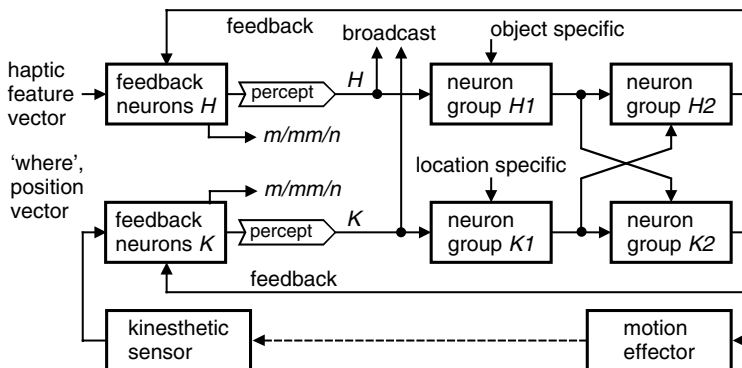 feedback
broadcast
object specific
haptic
feature
vector
feedback
neurons H
percept
H
neuron
group H1
neuron
group H2
m/mm/n
'where',
position
vector
m/mm/n
location specific
feedback
neurons K
percept
K
neuron
group K1
neuron
group K2
feedback
kinesthetic
sensor
motion
effector